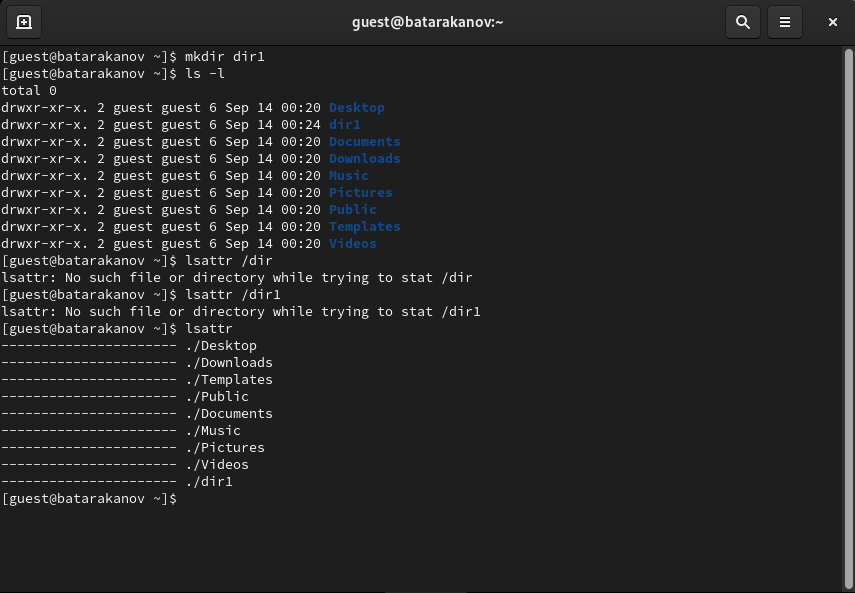 guest@batarakanov:~
[guest@batarakanov ~]$ mkdir dir1
[guest@batarakanov ~]$ ls -l
total 0
drwxr-xr-x. 2 guest guest 6 Sep 14 00:20 Desktop
drwxr-xr-x. 2 guest guest 6 Sep 14 00:24 dir1
drwxr-xr-x. 2 guest guest 6 Sep 14 00:20 Documents
drwxr-xr-x. 2 guest guest 6 Sep 14 00:20 Downloads
drwxr-xr-x. 2 guest guest 6 Sep 14 00:20 Music
drwxr-xr-x. 2 guest guest 6 Sep 14 00:20 Pictures
drwxr-xr-x. 2 guest guest 6 Sep 14 00:20 Public
drwxr-xr-x. 2 guest guest 6 Sep 14 00:20 Templates
drwxr-xr-x. 2 guest guest 6 Sep 14 00:20 Videos
[guest@batarakanov ~]$ lsattr /dir
lsattr: No such file or directory while trying to stat /dir
[guest@batarakanov ~]$ lsattr /dir1
lsattr: No such file or directory while trying to stat /dir1
[guest@batarakanov ~]$ lsattr
---------------------- ./Desktop
---------------------- ./Downloads
---------------------- ./Templates
---------------------- ./Public
---------------------- ./Documents
---------------------- ./Music
---------------------- ./Pictures
---------------------- ./Videos
---------------------- ./dir1
[guest@batarakanov ~]$